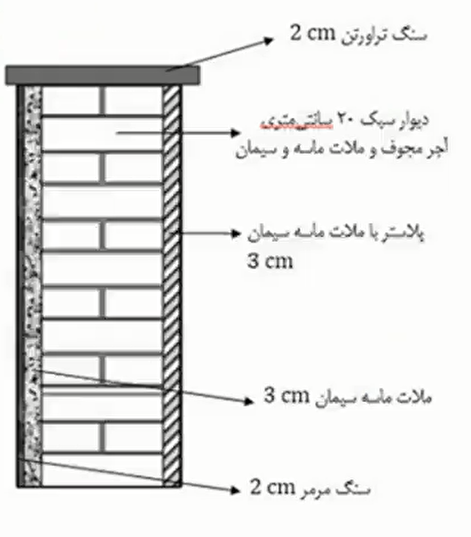 سنگ تراورتن 2 cm
دیوار سبک ۲۰ سانتی‌متری
آجر مجوف و ملات ماسه و سیمان
پلاستر با ملات ماسه سیمان
3 cm
ملات ماسه سیمان 3 cm
سنگ مرمر 2 cm